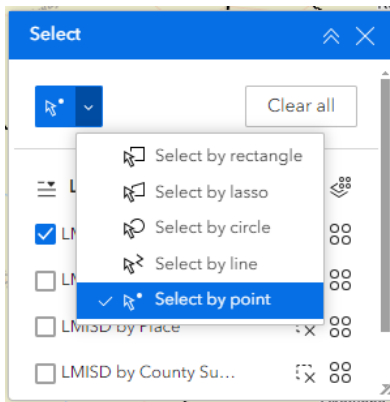 Select
Clear all
Select by rectangle
Select by lasso
Select by circle
Select by line
Select by point
LMISD by Place
LMISD by County Su...